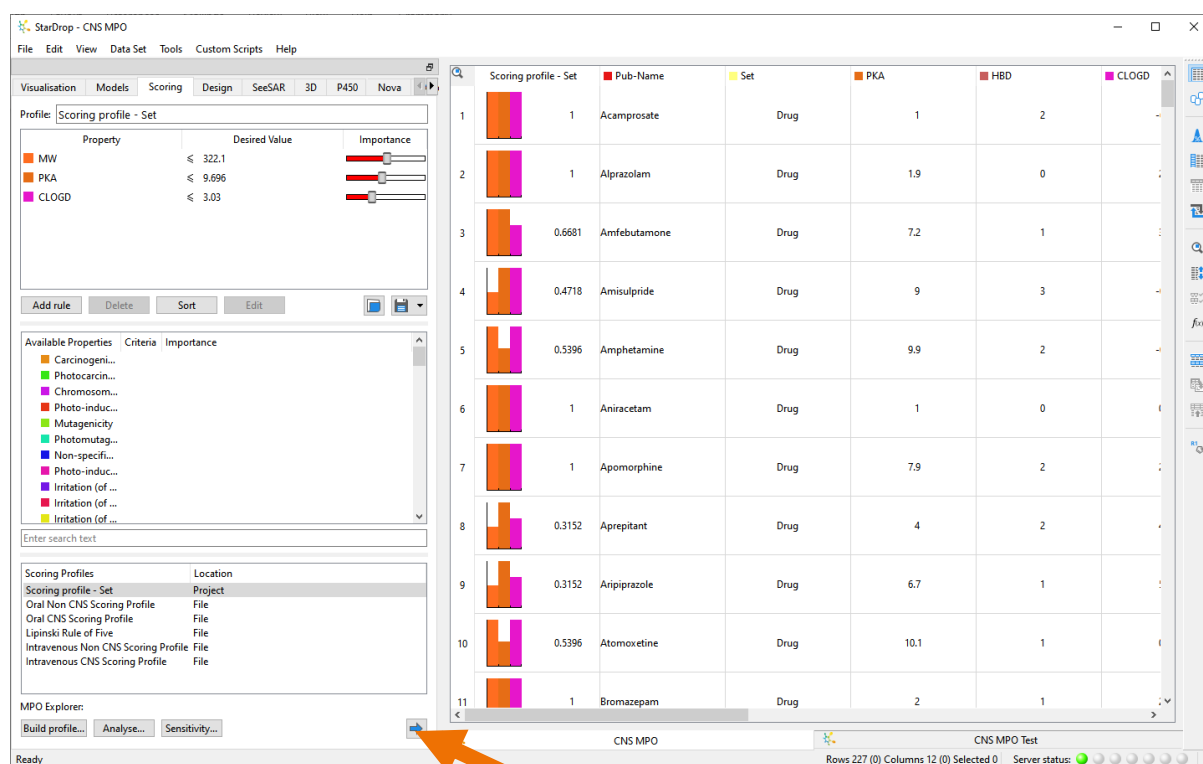 StarDrop - CNS MPO
File Edit View Data Set Tools Custom Scripts Help
Visualisation Models Scoring Design SeeSAR 3D P450 Nova
Profile: Scoring profile - Set
Property Desired Value Importance
MW ≤ 322.1
PKA ≤ 9.696
CLOGD ≤ 3.03
Add rule Delete Sort Edit
Available Properties Criteria Importance
Carcinogeni...
Photocarcin...
Chromosom...
Photo-induc...
Mutagenicity
Photomutag...
Non-specifi...
Photo-induc...
Irritation (of ...
Irritation (of ...
Irritation (of ...
Enter search text
Scoring Profiles Location
Scoring profile - Set Project
Oral Non CNS Scoring Profile File
Oral CNS Scoring Profile File
Lipinski Rule of Five File
Intravenous Non CNS Scoring Profile File
Intravenous CNS Scoring Profile File
MPO Explorer:
Build profile... Analyse... Sensitivity...
Ready
Scoring profile - Set Pub-Name Set PKA HBD CLOGD
1 1 Acamprosate Drug 1 2
2 1 Alprazolam Drug 1.9 0
3 0.6681 Amfebutamone Drug 7.2 1
4 0.4718 Amisulpride Drug 9 3
5 0.5396 Amphetamine Drug 9.9 2
6 1 Aniracetam Drug 1 0
7 1 Apomorphine Drug 7.9 2
8 0.3152 Aprepitant Drug 4 2
9 0.3152 Aripiprazole Drug 6.7 1
10 0.5396 Atomoxetine Drug 10.1 1
11 1 Bromazepam Drug 2 1
CNS MPO CNS MPO Test
Rows 227 (0) Columns 12 (0) Selected 0 Server status: